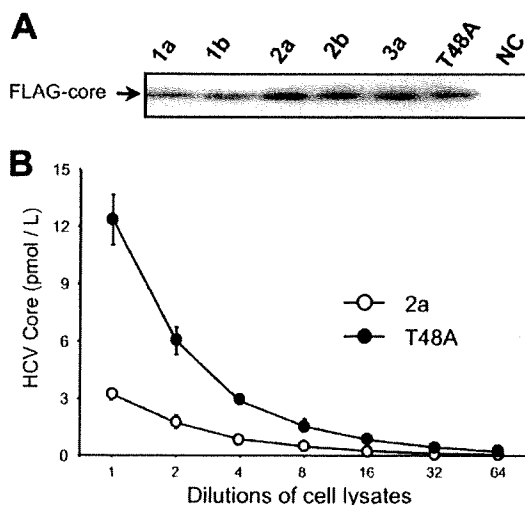 A
1a 1b 2a 2b 3a T48A NC
FLAG-core
B
HCV Core (pmol / L)
15
12
9
6
3
0
2a
T48A
1 2 4 8 16 32 64
Dilutions of cell lysates